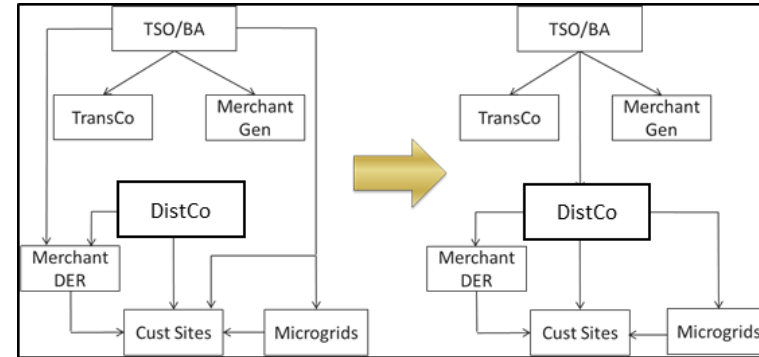 TSO/BA
TransCo
Merchant
Gen
DistCo
Merchant
DER
Cust Sites
Microgrids
TSO/BA
TransCo
Merchant
Gen
DistCo
Merchant
DER
Cust Sites
Microgrids